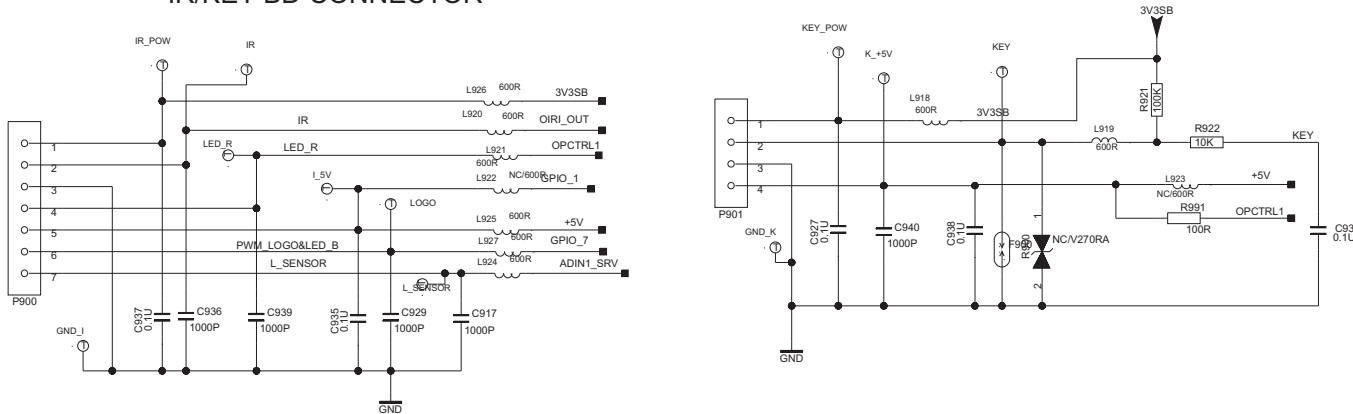 IR/KEY BD CONNECTOR
IR_POW
IR
L926 600R 3V3SB
L920 600R
IR OIRI_OUT
LED_R LED_R L921 OPCTRL1
600R
I_5V L922 NC/600R GPIO_1
LOGO
L925 600R +5V
PWM_LOGO&LED_B L927 600R GPIO_7
L_SENSOR L924 600R ADIN1_SRV
L_SENSOR
1
2
3
4
5
6
7
P900
C937 0.1U
C936
1000P
C939
1000P
C935 0.1U
C929
1000P
C917
1000P
GND_I
GND
3V3SB
KEY_POW
K_+5V
KEY
R921 100K
L918
600R 3V3SB
L919
600R
R922
10K
KEY
L923
NC/600R
+5V
R991
100R
OPCTRL1
1
2
3
4
P901
GND_K
C927 0.1U
C940
1000P
C938 0.1U
1
NC/V270RA
2
0.1U
GND